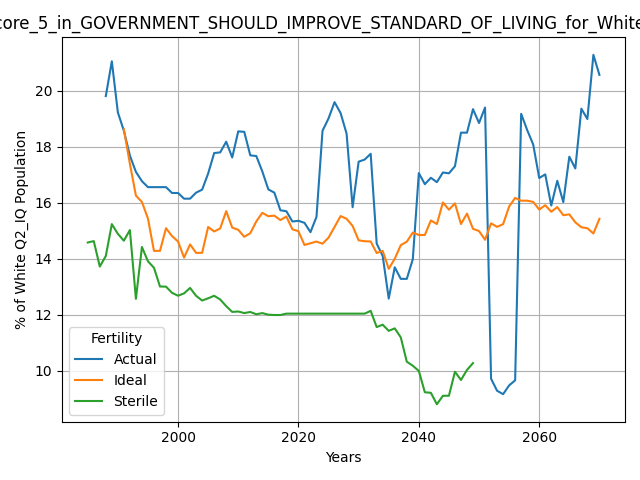 core_5_in_GOVERNMENT_SHOULD_IMPROVE_STANDARD_OF_LIVING_for_White
% of White Q2_IQ Population
20
18
16
14
12
10
Fertility
Actual
Ideal
Sterile
2000 2020 2040 2060
Years